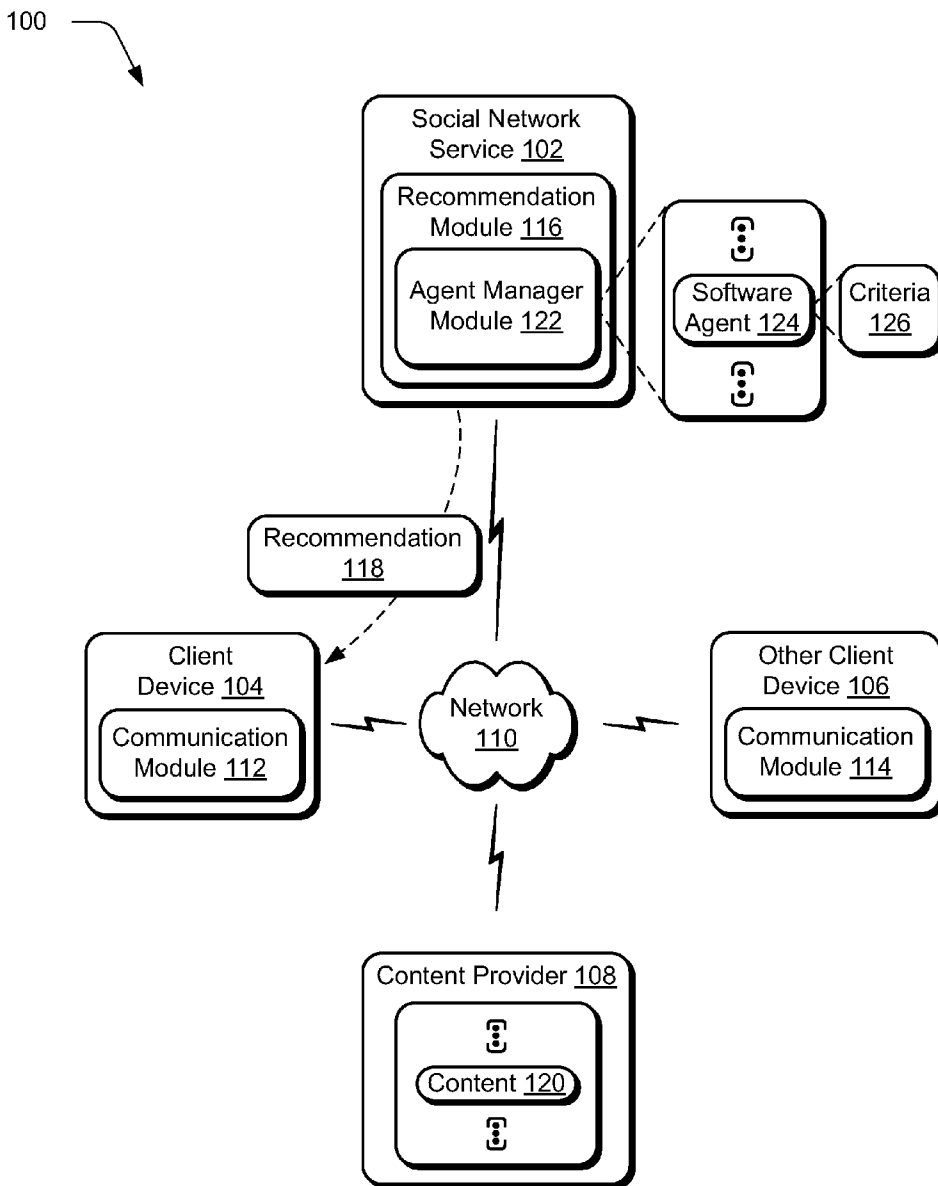 100
Social Network
Service 102
Recommendation
Module 116
Agent Manager
Module 122
Software
Agent 124
Criteria
126
Recommendation
118
Client
Device 104
Communication
Module 112
Network
110
Other Client
Device 106
Communication
Module 114
Content Provider 108
Content 120